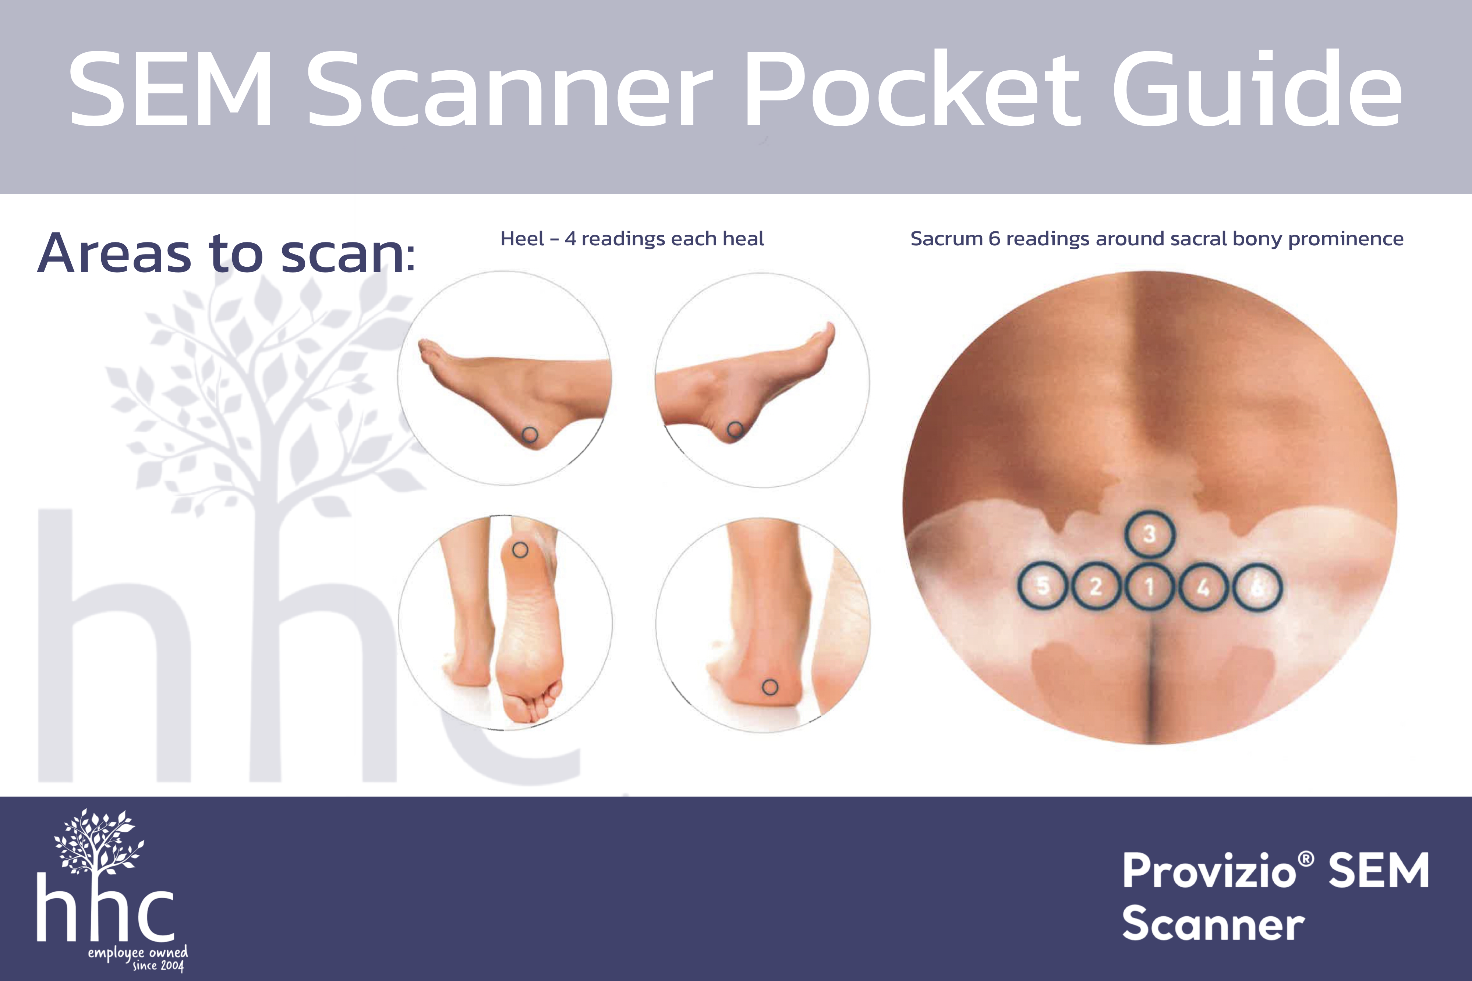 SEM Scanner Pocket Guide
Areas to scan:
Heel – 4 readings each heal
Sacrum 6 readings around sacral bony prominence
3
5 2 1 4 6
hhc
hhc
employee owned
since 2004
Provizio® SEM
Scanner